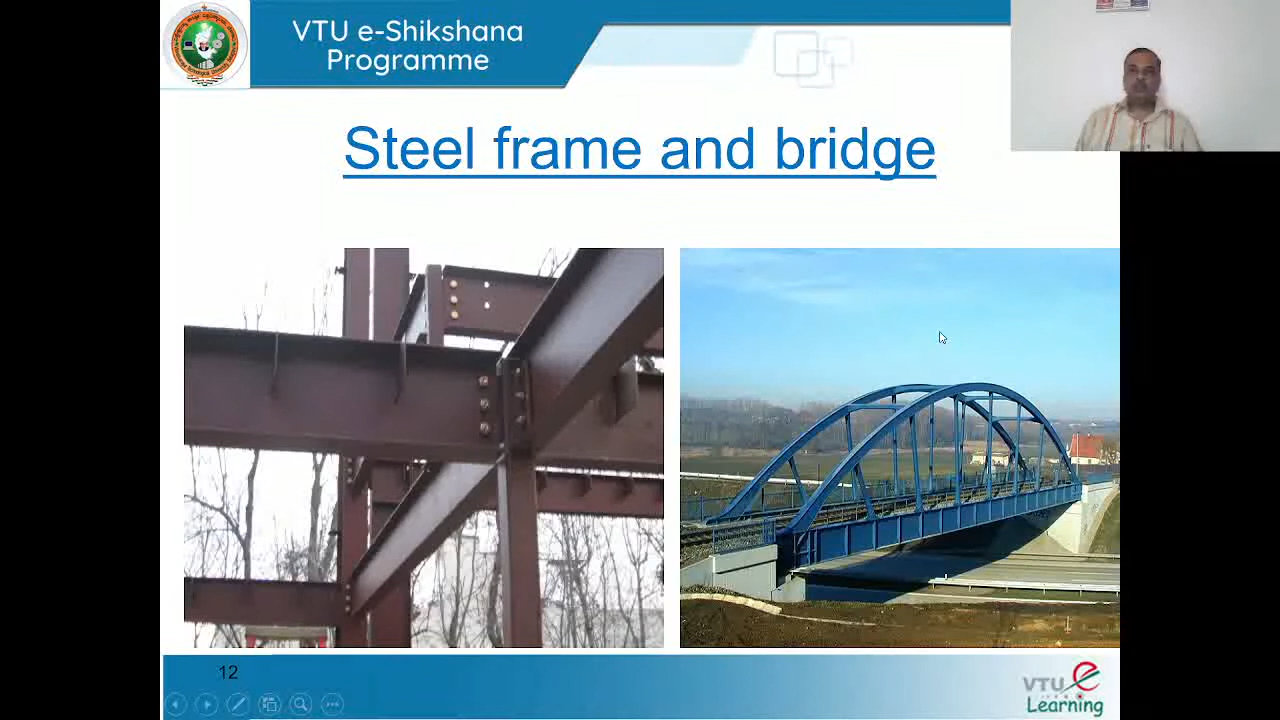 VTU e-Shikshana
Programme
Steel frame and bridge
12
VTU e
Learning